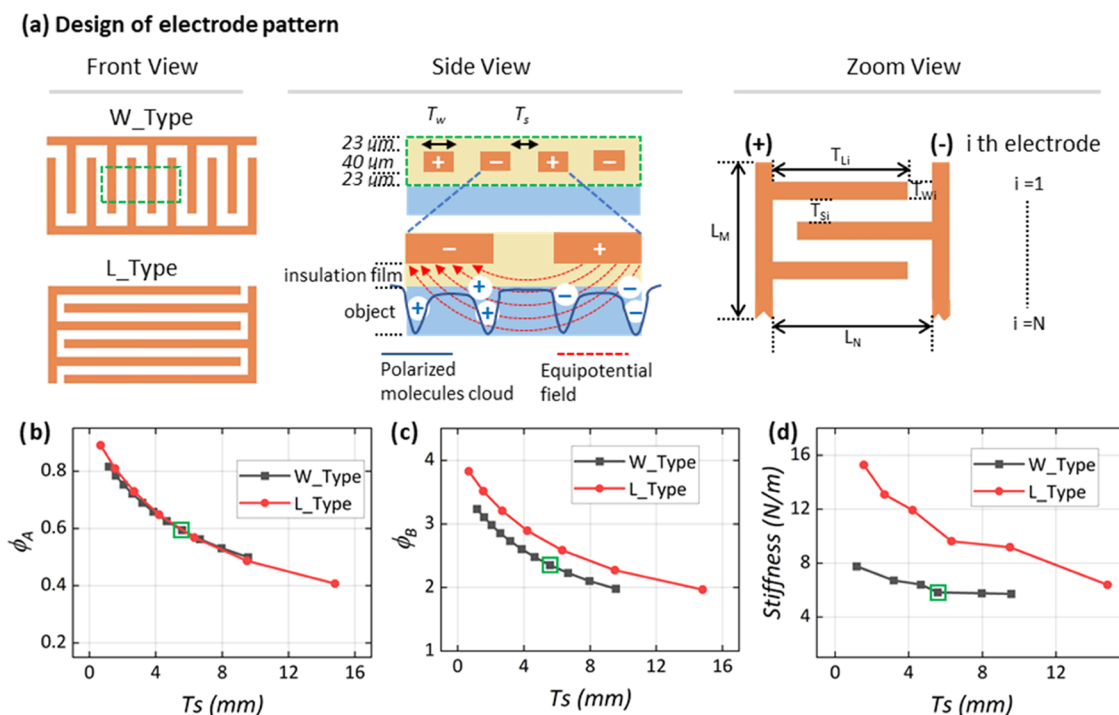 (a) Design of electrode pattern
Front View
Side View
Zoom View
W_Type
L_Type
T_w
T_s
23 μm
40 μm
23 μm
+
−
+
−
−
+
insulation film
object
+
+
+
−
−
−
Polarized
molecules cloud
Equipotential
field
(+)
(-)
i th electrode
T_Li
T_Wi
T_Si
L_M
L_N
i =1
i =N
(b)
ϕ_A
0.8
0.6
0.4
0.2
W_Type
L_Type
0 4 8 12 16
Ts (mm)
(c)
ϕ_B
4
3
2
1
W_Type
L_Type
0 4 8 12 16
Ts (mm)
(d)
Stiffness (N/m)
16
12
8
4
W_Type
L_Type
0 4 8 12 16
Ts (mm)